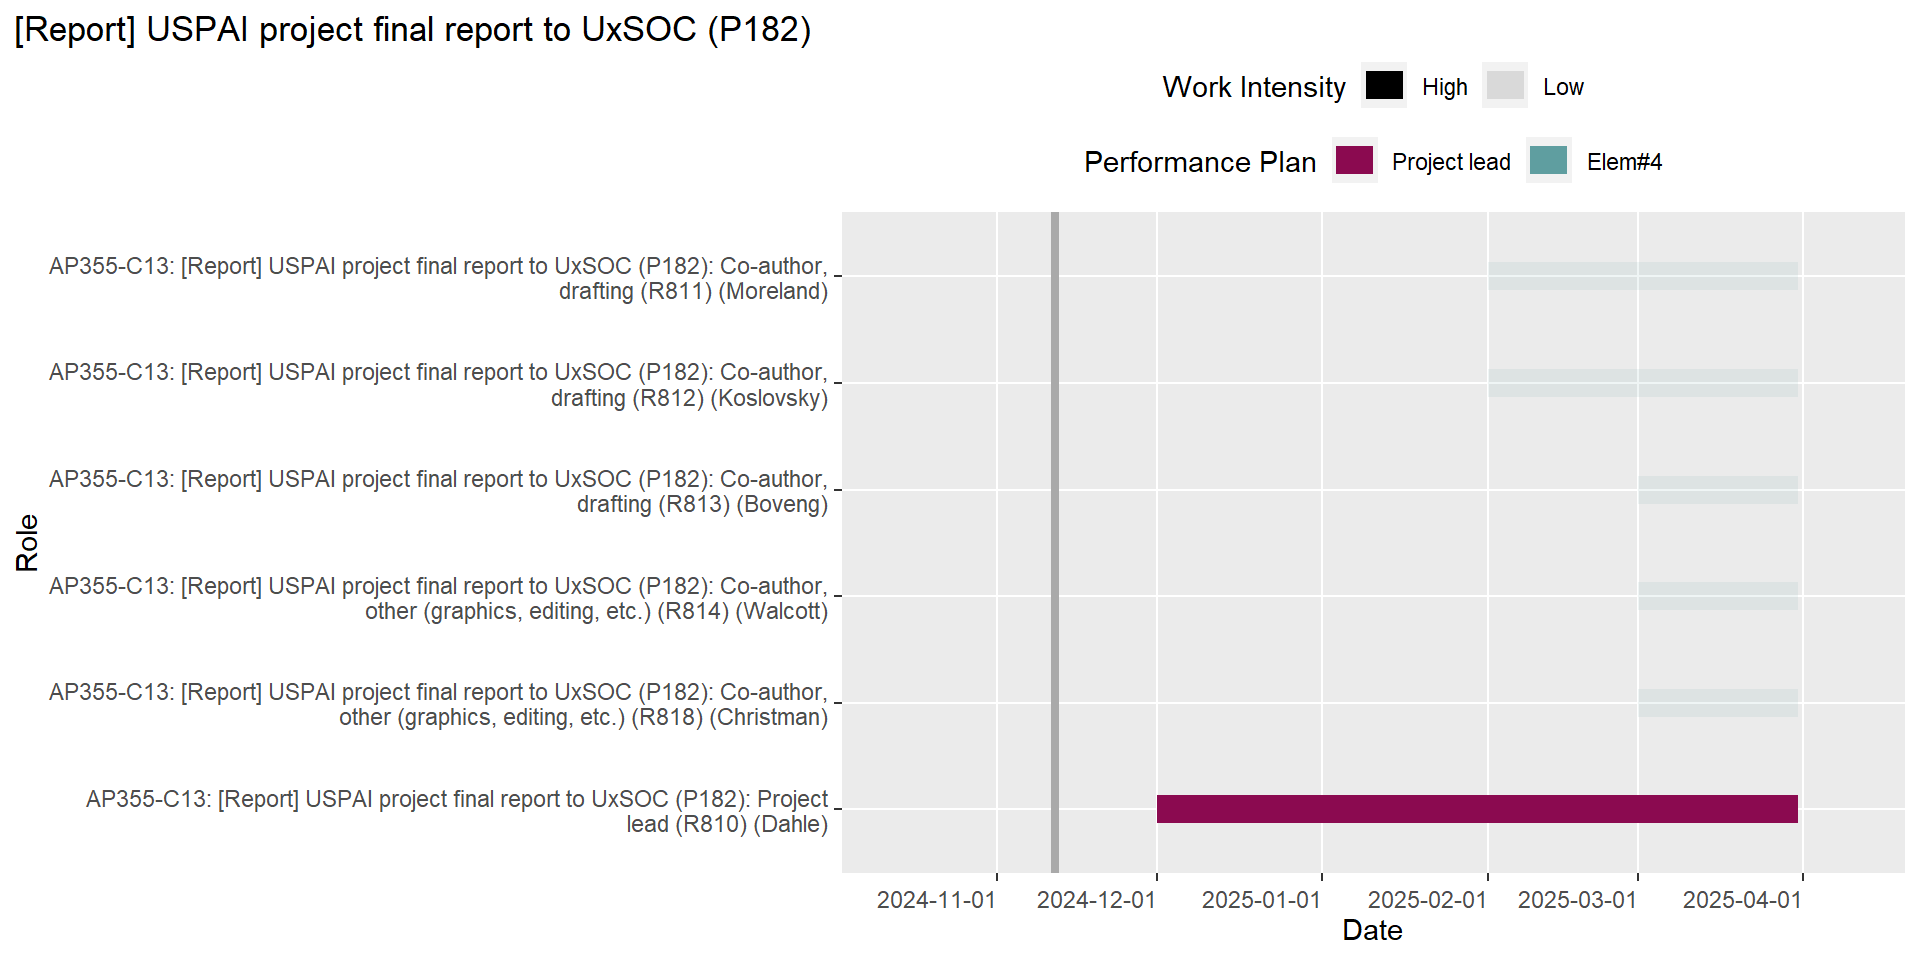 [Report] USPAI project final report to UxSOC (P182)
Work Intensity High Low
Performance Plan Project lead Elem#4
AP355-C13: [Report] USPAI project final report to UxSOC (P182): Co-author,
drafting (R811) (Moreland)
AP355-C13: [Report] USPAI project final report to UxSOC (P182): Co-author,
drafting (R812) (Koslovsky)
AP355-C13: [Report] USPAI project final report to UxSOC (P182): Co-author,
drafting (R813) (Boveng)
AP355-C13: [Report] USPAI project final report to UxSOC (P182): Co-author,
other (graphics, editing, etc.) (R814) (Walcott)
AP355-C13: [Report] USPAI project final report to UxSOC (P182): Co-author,
other (graphics, editing, etc.) (R818) (Christman)
AP355-C13: [Report] USPAI project final report to UxSOC (P182): Project
lead (R810) (Dahle)
Role
2024-11-01 2024-12-01 2025-01-01 2025-02-01 2025-03-01 2025-04-01
Date